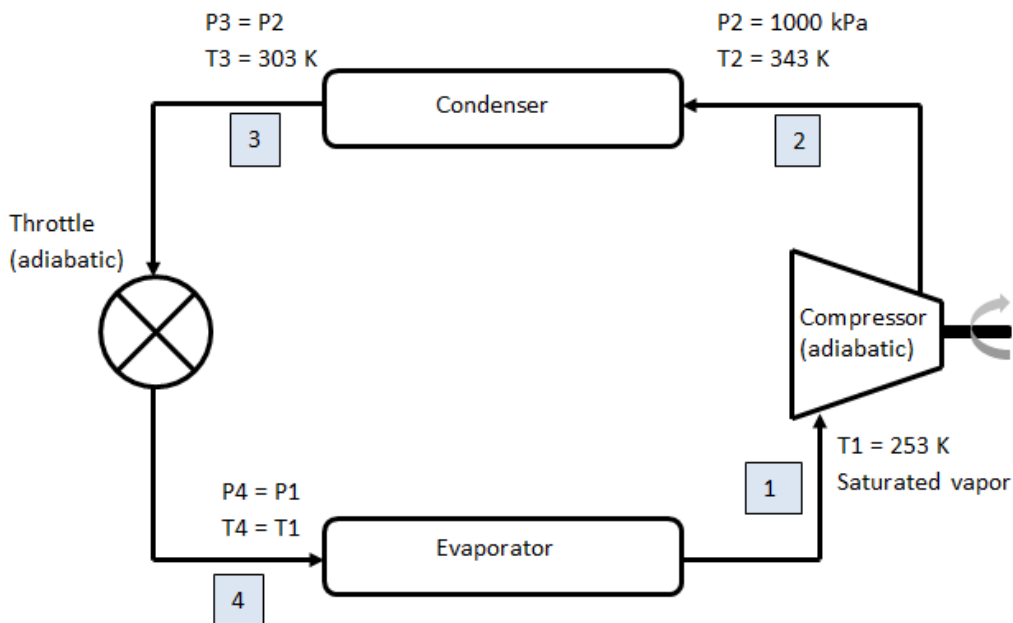 P3 = P2
T3 = 303 K
P2 = 1000 kPa
T2 = 343 K
Condenser
3
2
Throttle
(adiabatic)
Compressor
(adiabatic)
T1 = 253 K
Saturated vapor
1
P4 = P1
T4 = T1
Evaporator
4